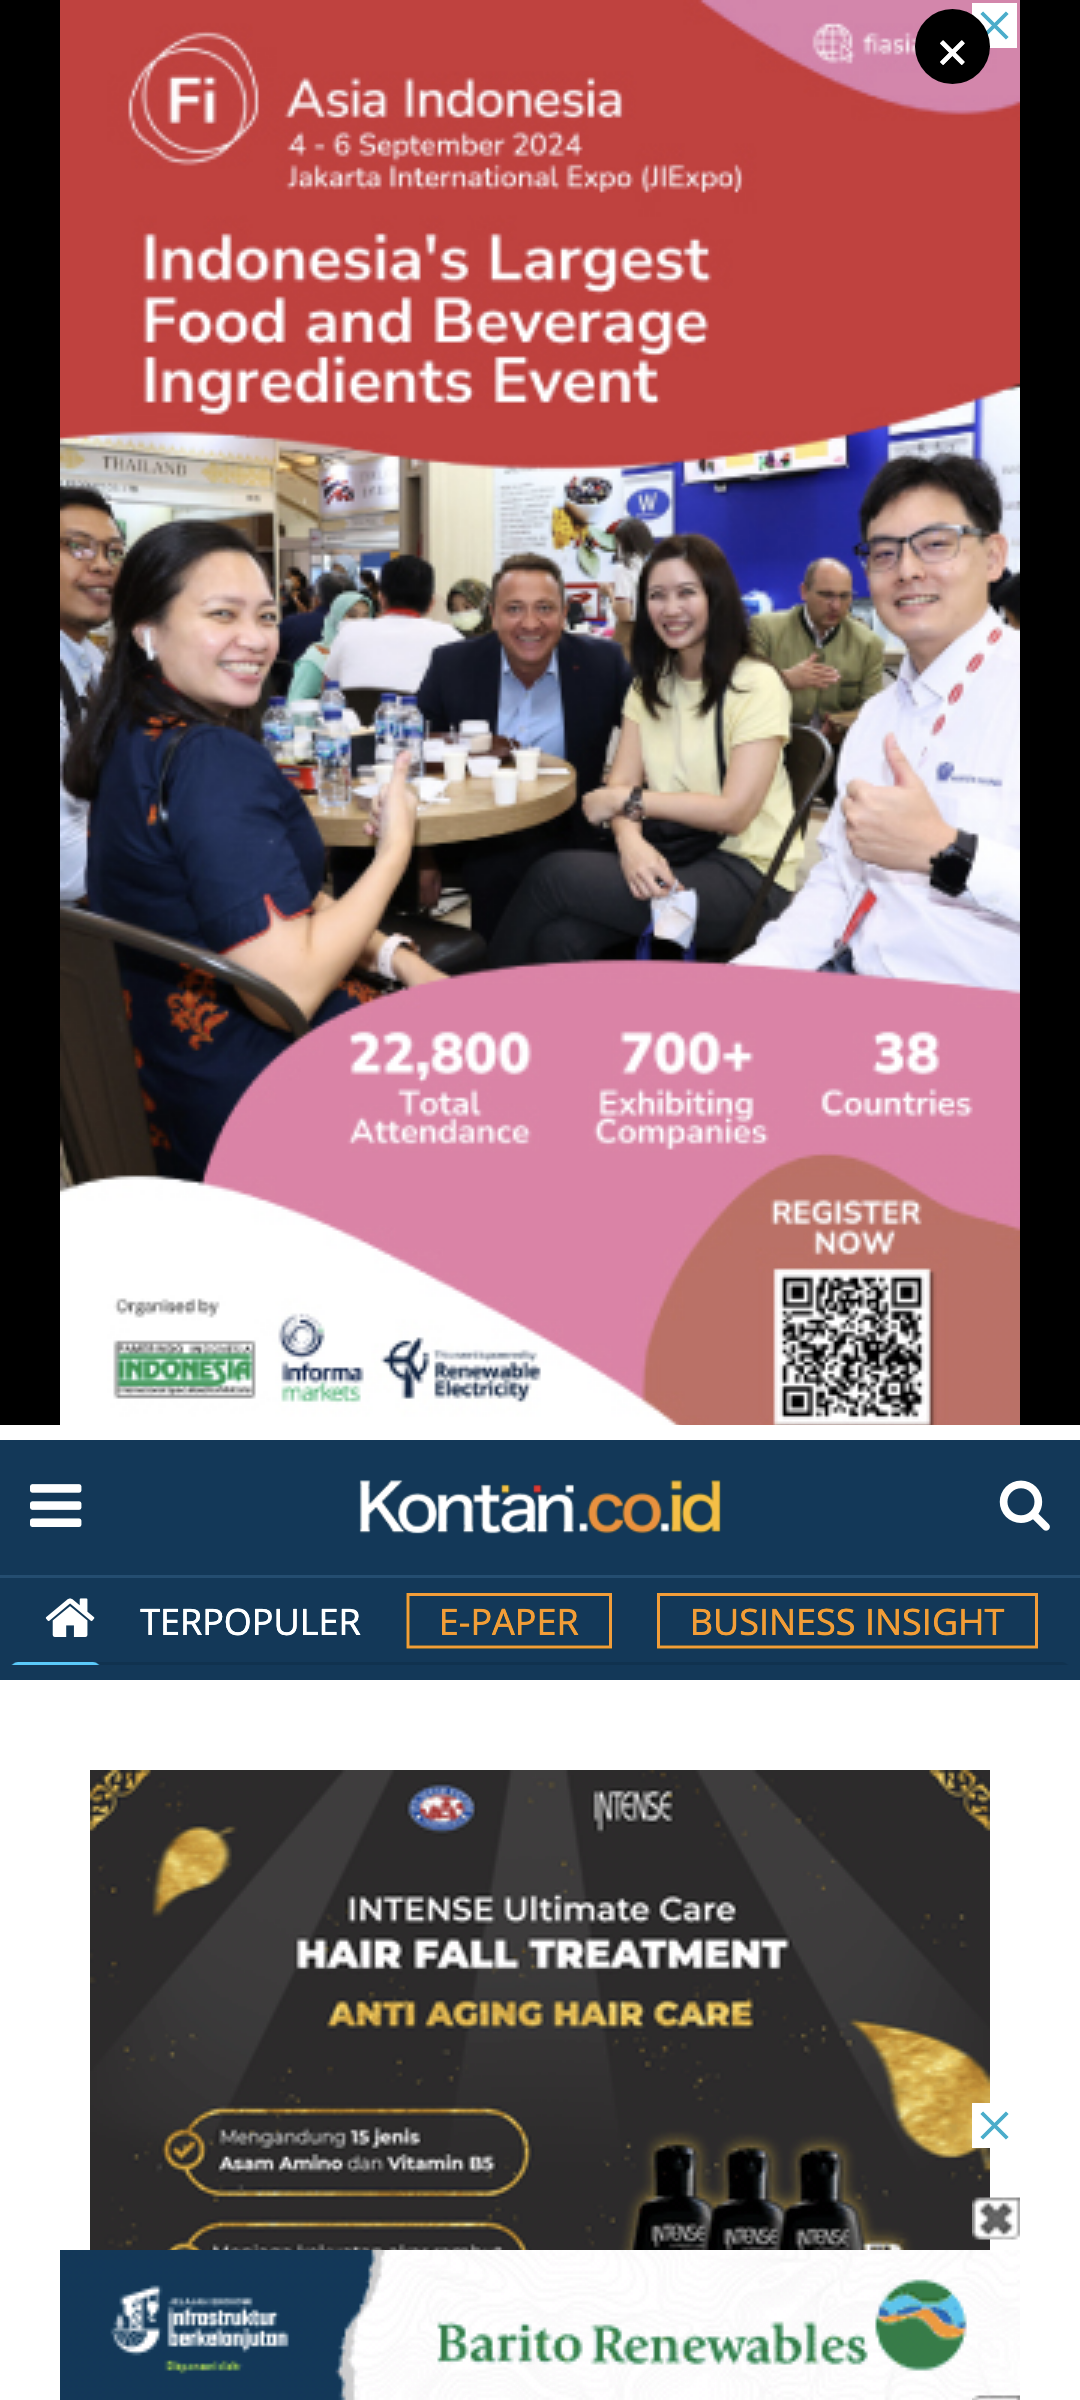 Fi
Asia Indonesia
4 - 6 September 2024
Jakarta International Expo (JIExpo)
Indonesia's Largest
Food and Beverage
Ingredients Event
THAILAND
W
22,800
Total
Attendance
700+
Exhibiting
Companies
38
Countries
REGISTER
NOW
Organised by
INDONESIA
informa
markets
Renewable
Electricity
Kontan.co.id
TERPOPULER
E-PAPER
BUSINESS INSIGHT
INTENSE
INTENSE Ultimate Care
HAIR FALL TREATMENT
ANTI AGING HAIR CARE
Mengandung 15 jenis
Asam Amino dan Vitamin B5
INTENSE INTENSE INTENSE
infrastruktur
berkelanjutan
Barito Renewables